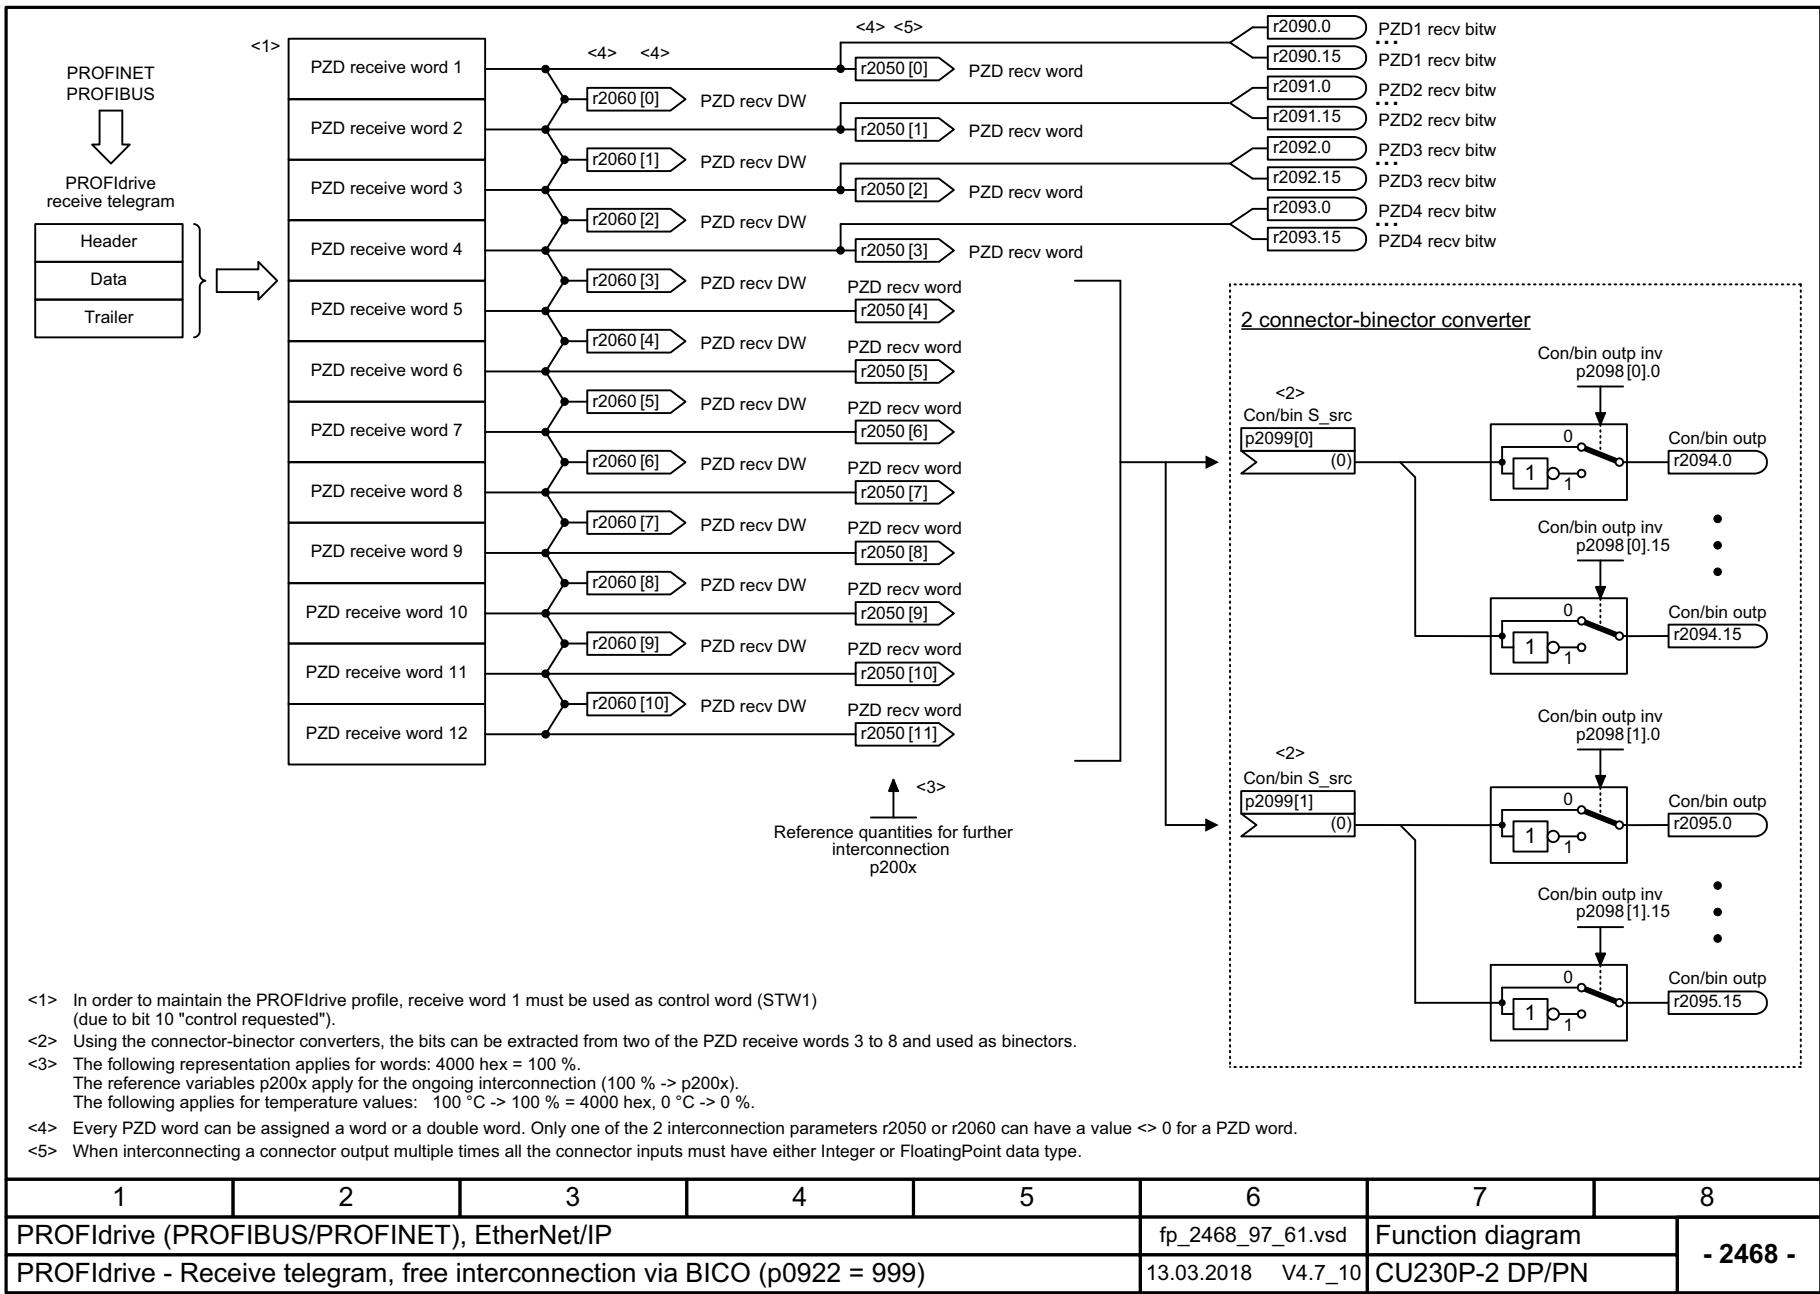 PROFINET
PROFIBUS
PROFIdrive
receive telegram
Header
Data
Trailer
<1>
PZD receive word 1
PZD receive word 2
PZD receive word 3
PZD receive word 4
PZD receive word 5
PZD receive word 6
PZD receive word 7
PZD receive word 8
PZD receive word 9
PZD receive word 10
PZD receive word 11
PZD receive word 12
<4> <4>
r2060 [0] PZD recv DW
r2060 [1] PZD recv DW
r2060 [2] PZD recv DW
r2060 [3] PZD recv DW
r2060 [4] PZD recv DW
r2060 [5] PZD recv DW
r2060 [6] PZD recv DW
r2060 [7] PZD recv DW
r2060 [8] PZD recv DW
r2060 [9] PZD recv DW
r2060 [10] PZD recv DW
<4> <5>
r2050 [0] PZD recv word
r2050 [1] PZD recv word
r2050 [2] PZD recv word
r2050 [3] PZD recv word
PZD recv word
r2050 [4]
PZD recv word
r2050 [5]
PZD recv word
r2050 [6]
PZD recv word
r2050 [7]
PZD recv word
r2050 [8]
PZD recv word
r2050 [9]
PZD recv word
r2050 [10]
PZD recv word
r2050 [11]
<3>
Reference quantities for further
interconnection
p200x
r2090.0 PZD1 recv bitw
...
r2090.15 PZD1 recv bitw
r2091.0 PZD2 recv bitw
...
r2091.15 PZD2 recv bitw
r2092.0 PZD3 recv bitw
...
r2092.15 PZD3 recv bitw
r2093.0 PZD4 recv bitw
...
r2093.15 PZD4 recv bitw
2 connector-binector converter
Con/bin outp inv
p2098 [0].0
<2>
Con/bin S_src
p2099[0]
(0)
0
1
1
Con/bin outp
r2094.0
Con/bin outp inv
p2098 [0].15
0
1
1
Con/bin outp
r2094.15
Con/bin outp inv
p2098 [1].0
<2>
Con/bin S_src
p2099[1]
(0)
0
1
1
Con/bin outp
r2095.0
Con/bin outp inv
p2098 [1].15
0
1
1
Con/bin outp
r2095.15
<1> In order to maintain the PROFIdrive profile, receive word 1 must be used as control word (STW1)
(due to bit 10 "control requested").
<2> Using the connector-binector converters, the bits can be extracted from two of the PZD receive words 3 to 8 and used as binectors.
<3> The following representation applies for words: 4000 hex = 100 %.
The reference variables p200x apply for the ongoing interconnection (100 % -> p200x).
The following applies for temperature values: 100 °C -> 100 % = 4000 hex, 0 °C -> 0 %.
<4> Every PZD word can be assigned a word or a double word. Only one of the 2 interconnection parameters r2050 or r2060 can have a value <> 0 for a PZD word.
<5> When interconnecting a connector output multiple times all the connector inputs must have either Integer or FloatingPoint data type.
1 2 3 4 5 6 7 8
PROFIdrive (PROFIBUS/PROFINET), EtherNet/IP
fp_2468_97_61.vsd
Function diagram
- 2468 -
PROFIdrive - Receive telegram, free interconnection via BICO (p0922 = 999)
13.03.2018 V4.7_10
CU230P-2 DP/PN